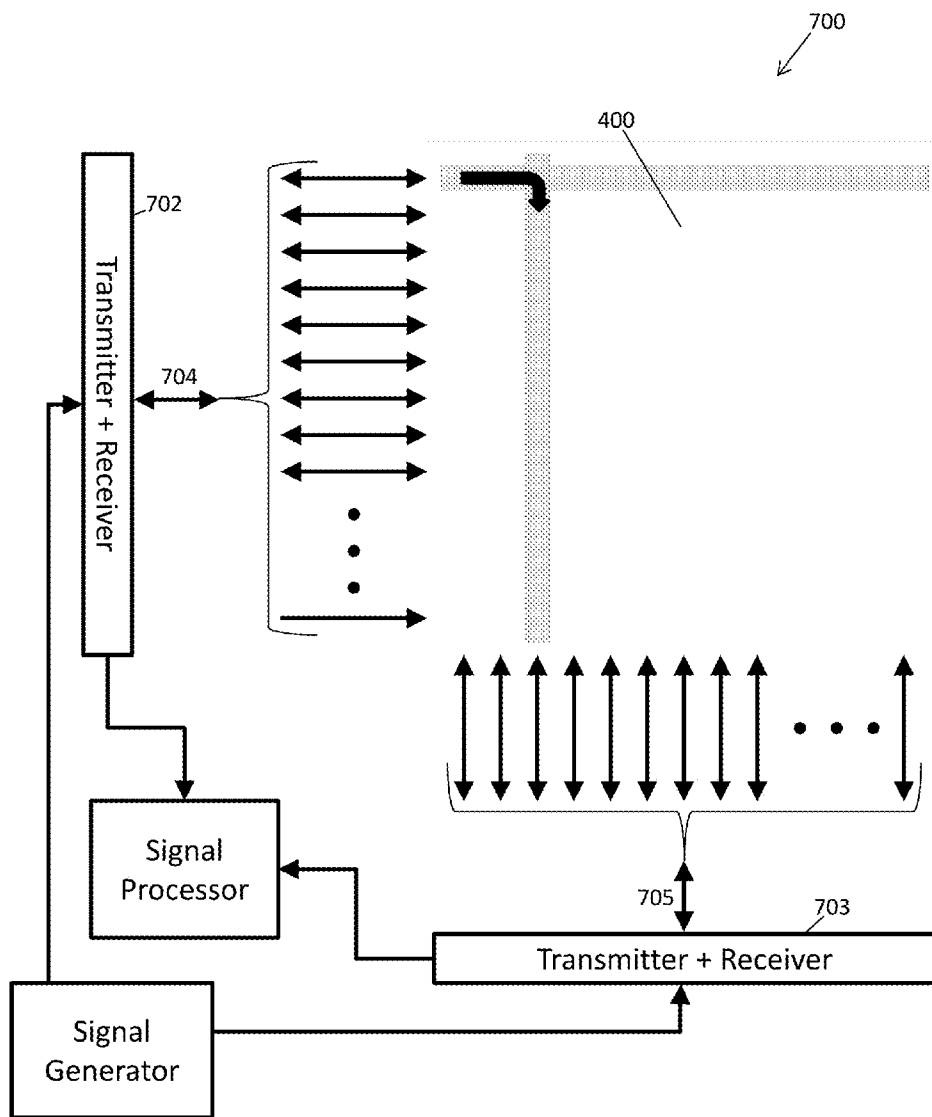 700
400
702
Transmitter + Receiver
704
Signal
Processor
705
703
Transmitter + Receiver
Signal
Generator